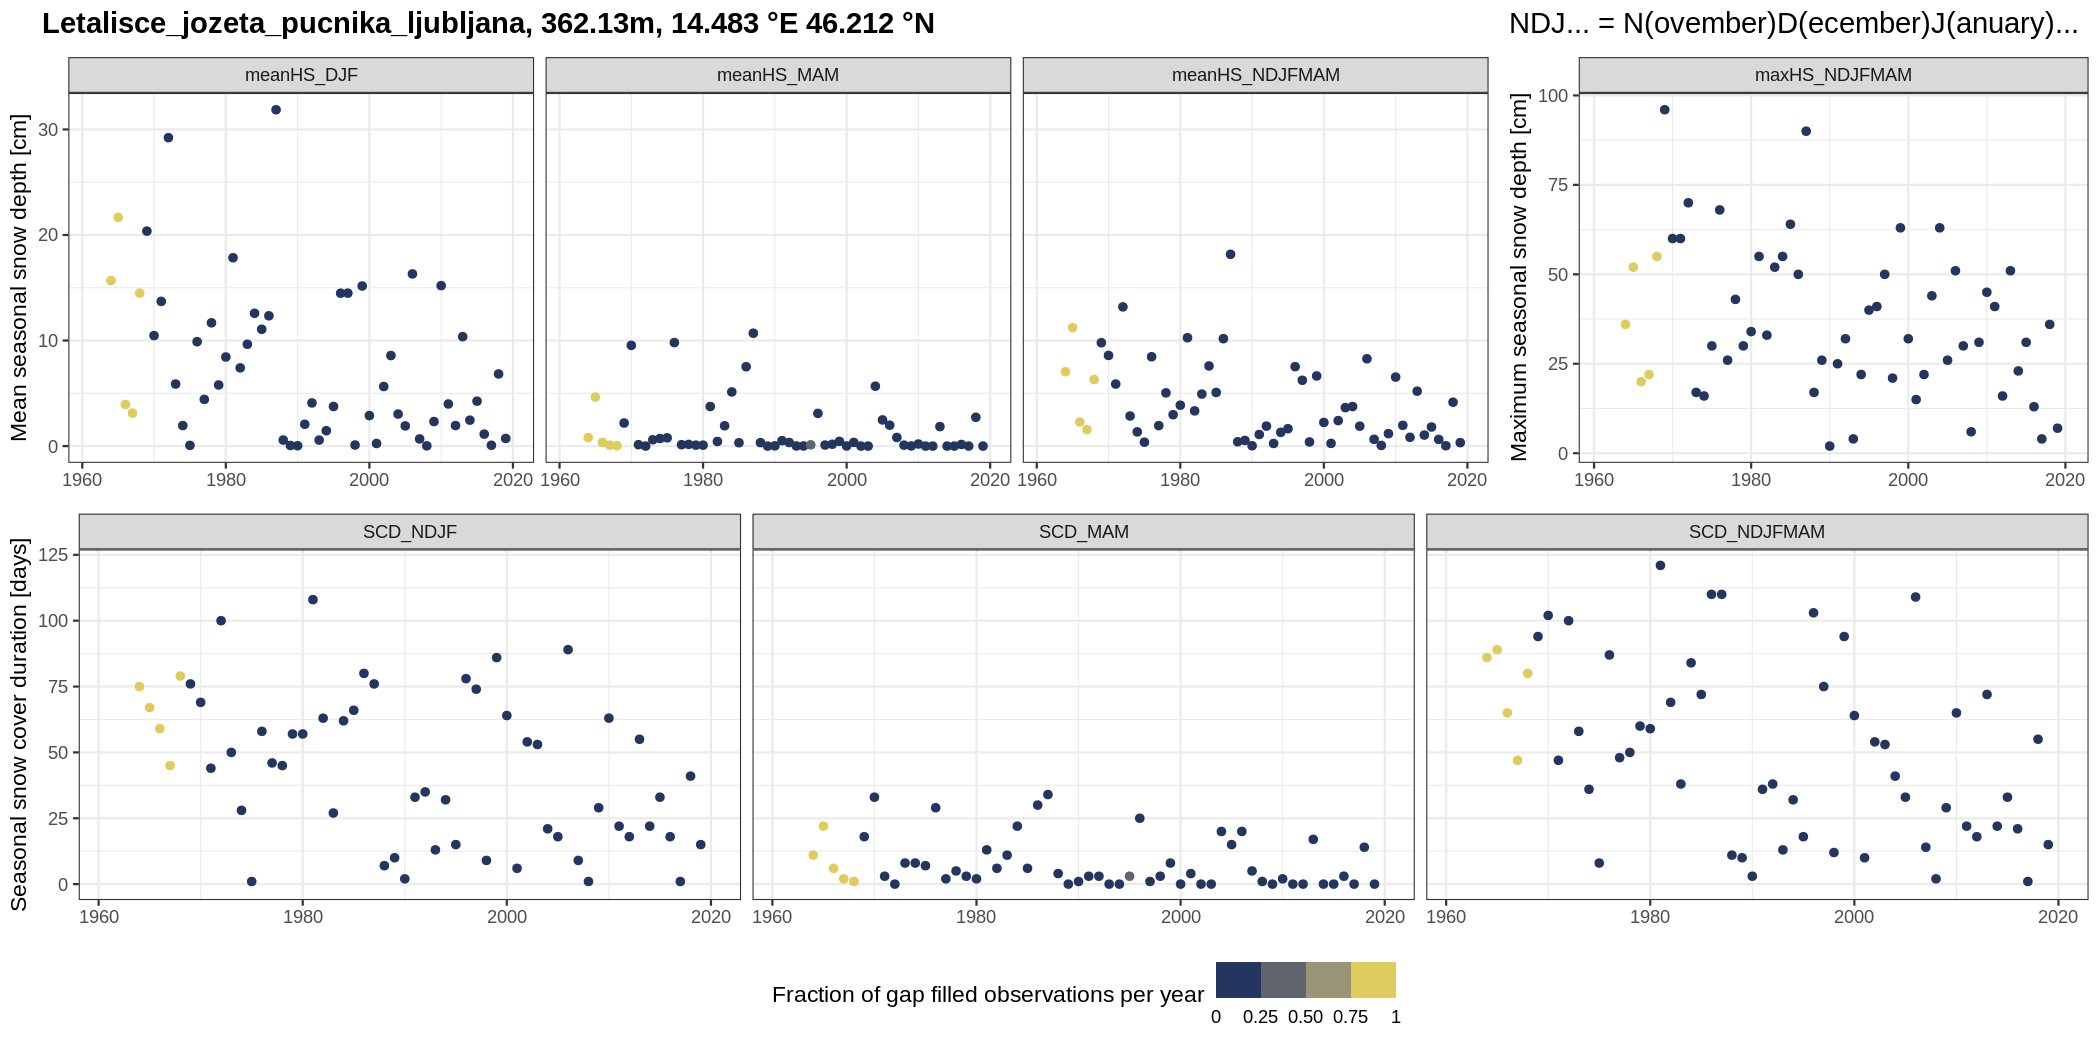 Letalisce_jozeta_pucnika_ljubljana, 362.13m, 14.483 °E 46.212 °N
NDJ... = N(ovember)D(ecember)J(anuary)...
meanHS_DJF
meanHS_MAM
meanHS_NDJFMAM
maxHS_NDJFMAM
Mean seasonal snow depth [cm]
30
20
10
0
1960 1980 2000 2020
1960 1980 2000 2020
1960 1980 2000 2020
Maximum seasonal snow depth [cm]
100
75
50
25
0
1960 1980 2000 2020
SCD_NDJF
SCD_MAM
SCD_NDJFMAM
Seasonal snow cover duration [days]
125
100
75
50
25
0
1960 1980 2000 2020
1960 1980 2000 2020
1960 1980 2000 2020
Fraction of gap filled observations per year
0 0.25 0.50 0.75 1